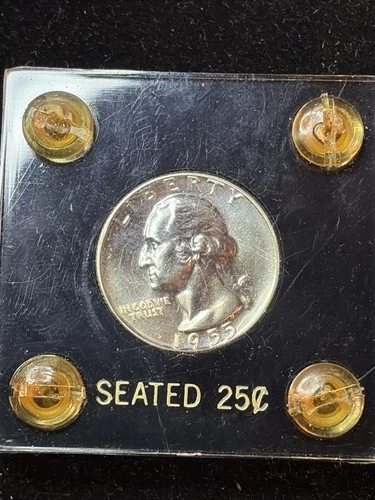 LIBERTY
IN GOD WE
TRUST
1955
SEATED 25¢